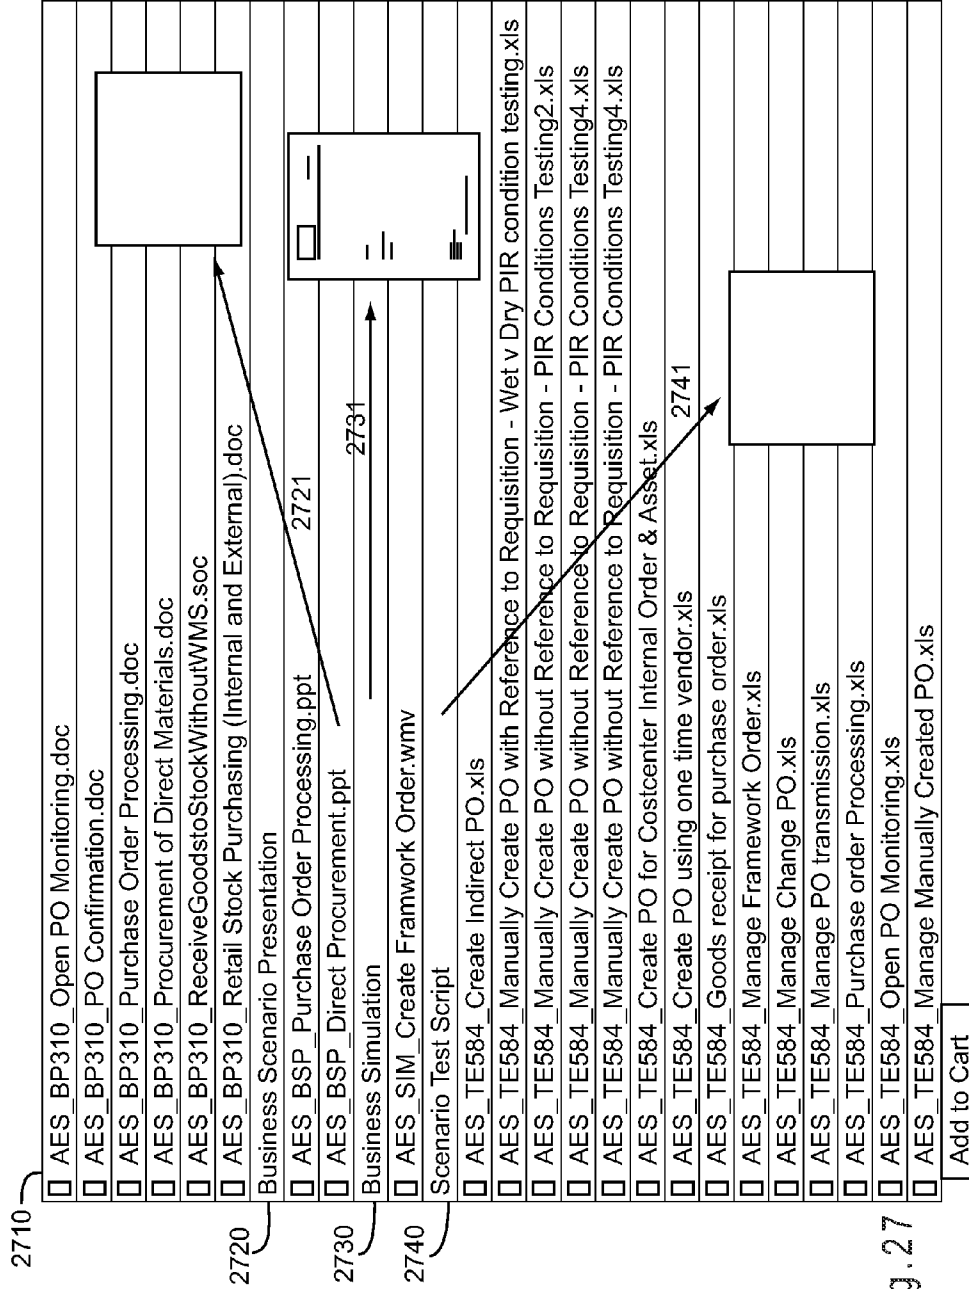 2710
AES_BP310_Open PO Monitoring.doc
AES_BP310_PO Confirmation.doc
AES_BP310_Purchase Order Processing.doc
AES_BP310_Procurement of Direct Materials.doc
AES_BP310_ReceiveGoodstoStockWithoutWMS.soc
AES_BP310_Retail Stock Purchasing (Internal and External).doc
2720
Business Scenario Presentation
AES_BSP_Purchase Order Processing.ppt
2721
AES_BSP_Direct Procurement.ppt
2730
Business Simulation
2731
AES_SIM_Create Framwork Order.wmv
2740
Scenario Test Script
AES_TE584_Create Indirect PO.xls
AES_TE584_Manually Create PO with Reference to Requisition - Wet v Dry PIR condition testing.xls
AES_TE584_Manually Create PO without Reference to Requisition - PIR Conditions Testing2.xls
AES_TE584_Manually Create PO without Reference to Requisition - PIR Conditions Testing4.xls
AES_TE584_Manually Create PO without Reference to Requisition - PIR Conditions Testing4.xls
AES_TE584_Create PO for Costcenter Internal Order & Asset.xls
AES_TE584_Create PO using one time vendor.xls
2741
AES_TE584_Goods receipt for purchase order.xls
AES_TE584_Manage Framework Order.xls
AES_TE584_Manage Change PO.xls
AES_TE584_Manage PO transmission.xls
AES_TE584_Purchase order Processing.xls
AES_TE584_Open PO Monitoring.xls
AES_TE584_Manage Manually Created PO.xls
Add to Cart
g.27